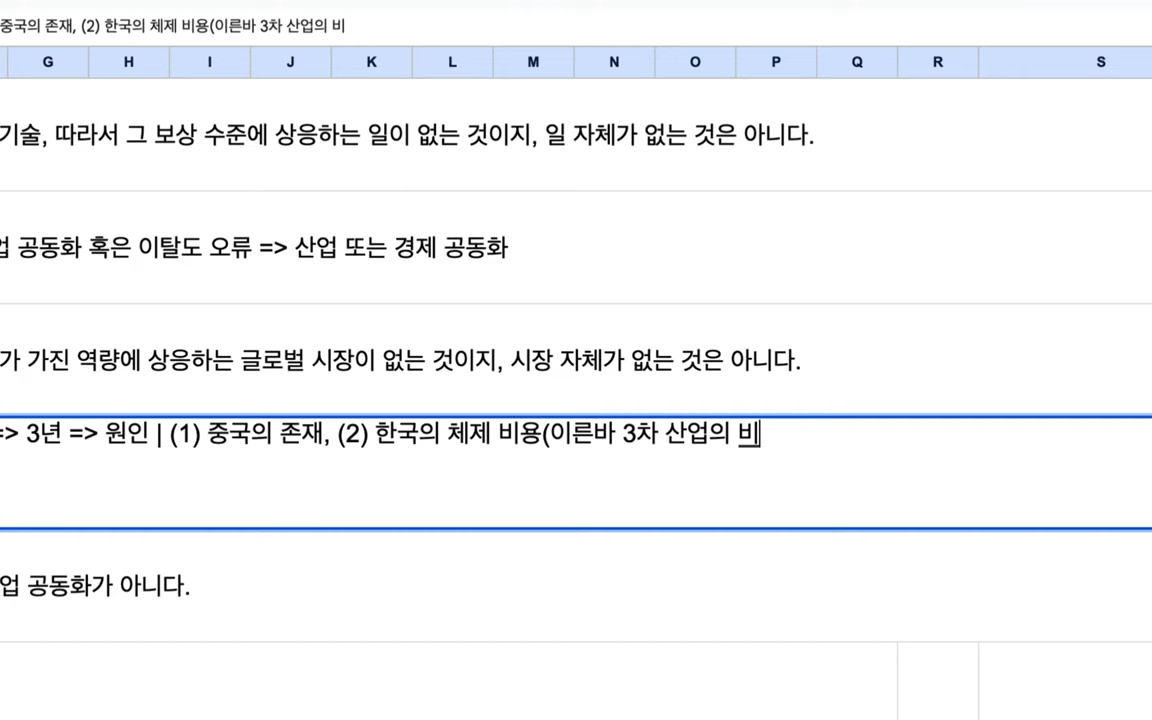 중국의 존재, (2) 한국의 체제 비용(이른바 3차 산업의 비
G H I J K L M N O P Q R S
기술, 따라서 그 보상 수준에 상응하는 일이 없는 것이지, 일 자체가 없는 것은 아니다.
업 공동화 혹은 이탈도 오류 => 산업 또는 경제 공동화
가 가진 역량에 상응하는 글로벌 시장이 없는 것이지, 시장 자체가 없는 것은 아니다.
=> 3년 => 원인 | (1) 중국의 존재, (2) 한국의 체제 비용(이른바 3차 산업의 비
업 공동화가 아니다.